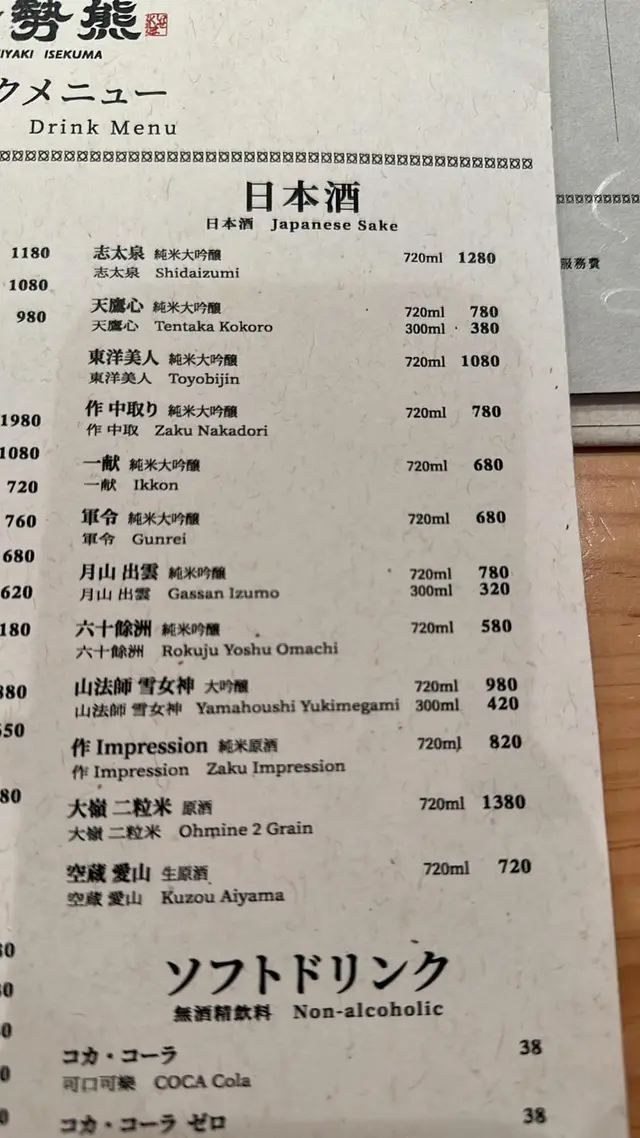 勢熊
IYAKI ISEKUMA
クメニュー
Drink Menu
日本酒
日本酒 Japanese Sake
服務費
1180
1080
980
1980
1080
720
760
680
620
180
380
550
80
志太泉 純米大吟醸 720ml 1280
志太泉 Shidaizumi
天鷹心 純米大吟醸 720ml 780
天鷹心 Tentaka Kokoro 300ml 380
東洋美人 純米大吟醸 720ml 1080
東洋美人 Toyobijin
作 中取り 純米大吟醸 720ml 780
作 中取 Zaku Nakadori
一献 純米大吟醸 720ml 680
一献 Ikkon
軍令 純米大吟醸 720ml 680
軍令 Gunrei
月山 出雲 純米吟醸 720ml 780
月山 出雲 Gassan Izumo 300ml 320
六十餘洲 純米吟醸 720ml 580
六十餘洲 Rokuju Yoshu Omachi
山法師 雪女神 大吟醸 720ml 980
山法師 雪女神 Yamahoushi Yukimegami 300ml 420
作 Impression 純米原酒 720ml 820
作 Impression Zaku Impression
大嶺 二粒米 原酒 720ml 1380
大嶺 二粒米 Ohmine 2 Grain
空蔵 愛山 生原酒 720ml 720
空蔵 愛山 Kuzou Aiyama
ソフトドリンク
無酒精飲料 Non-alcoholic
コカ・コーラ 38
可口可樂 COCA Cola
コカ・コーラ ゼロ 38